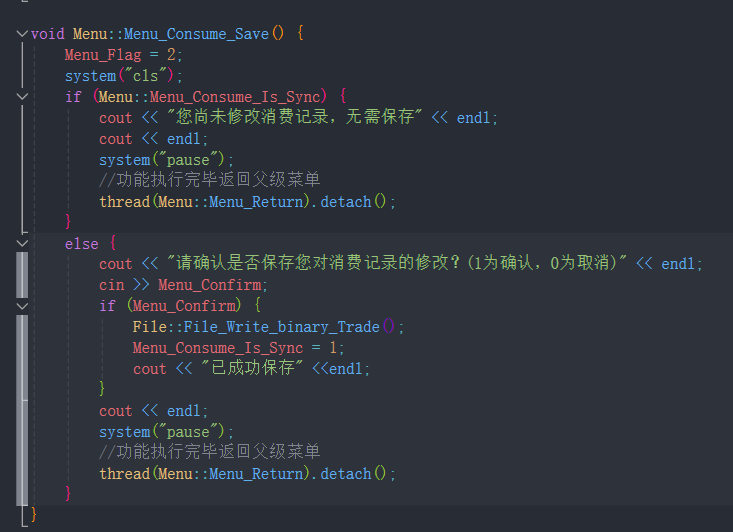 void Menu::Menu_Consume_Save() {
    Menu_Flag = 2;
    system("cls");
    if (Menu::Menu_Consume_Is_Sync) {
        cout << "您尚未修改消费记录，无需保存" << endl;
        cout << endl;
        system("pause");
        //功能执行完毕返回父级菜单
        thread(Menu::Menu_Return).detach();
    }
    else {
        cout << "请确认是否保存您对消费记录的修改？(1为确认，0为取消)" << endl;
        cin >> Menu_Confirm;
        if (Menu_Confirm) {
            File::File_Write_binary_Trade();
            Menu_Consume_Is_Sync = 1;
            cout << "已成功保存" <<endl;
        }
        cout << endl;
        system("pause");
        //功能执行完毕返回父级菜单
        thread(Menu::Menu_Return).detach();
    }
}